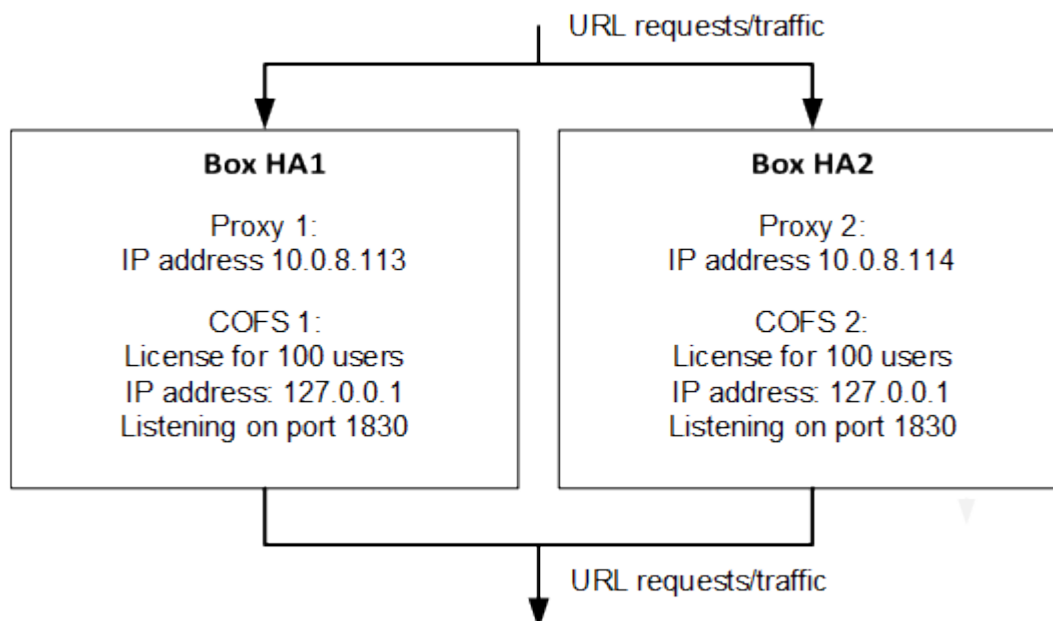 URL requests/traffic
Box HA1
Proxy 1:
IP address 10.0.8.113
COFS 1:
License for 100 users
IP address: 127.0.0.1
Listening on port 1830
Box HA2
Proxy 2:
IP address 10.0.8.114
COFS 2:
License for 100 users
IP address: 127.0.0.1
Listening on port 1830
URL requests/traffic